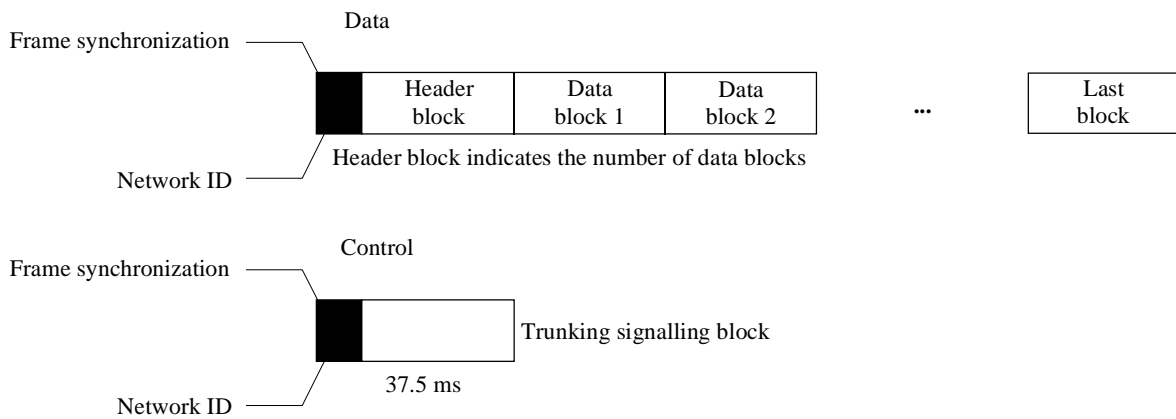 Data
Frame synchronization
Header block
Data block 1
Data block 2
...
Last block
Header block indicates the number of data blocks
Network ID
Control
Frame synchronization
Trunking signalling block
37.5 ms
Network ID